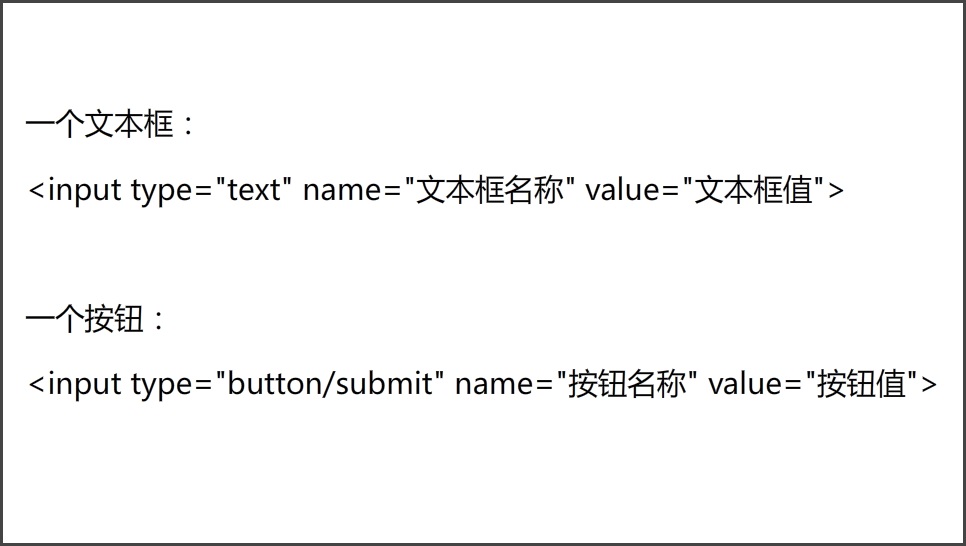 一个文本框：
<input type="text" name="文本框名称" value="文本框值">
一个按钮：
<input type="button/submit" name="按钮名称" value="按钮值">